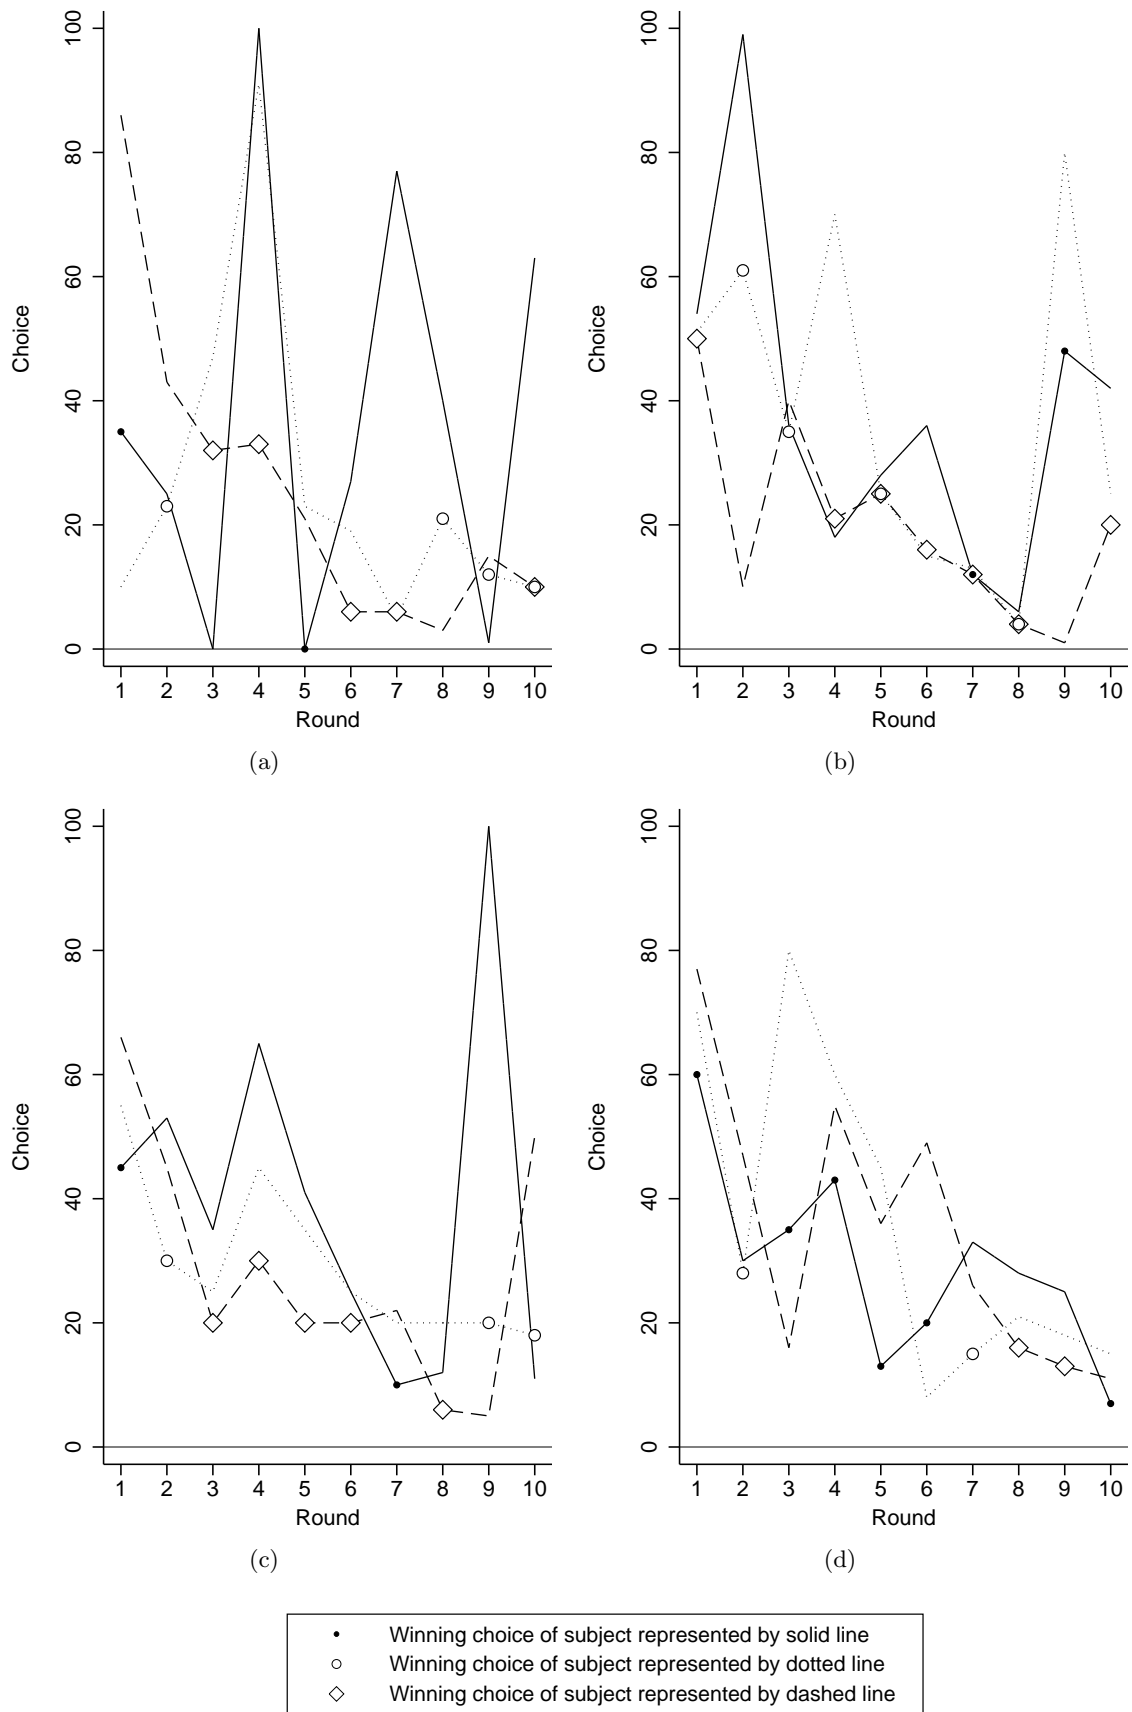 100
80
60
40
20
0
Choice
1 2 3 4 5 6 7 8 9 10
Round
(a)
100
80
60
40
20
0
Choice
1 2 3 4 5 6 7 8 9 10
Round
(b)
100
80
60
40
20
0
Choice
1 2 3 4 5 6 7 8 9 10
Round
(c)
100
80
60
40
20
0
Choice
1 2 3 4 5 6 7 8 9 10
Round
(d)
Winning choice of subject represented by solid line
Winning choice of subject represented by dotted line
Winning choice of subject represented by dashed line